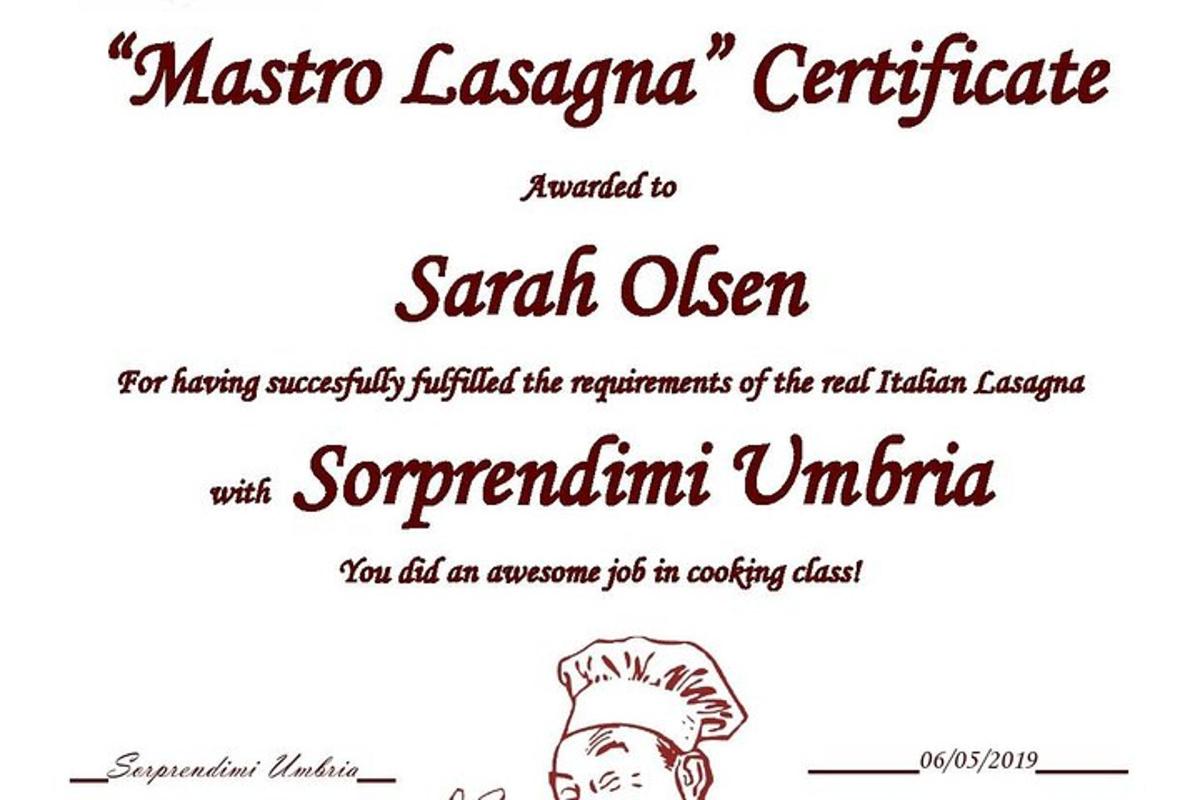 “Mastro Lasagna” Certificate
Awarded to
Sarah Olsen
For having succesfully fulfilled the requirements of the real Italian Lasagna
with Sorprendimi Umbria
You did an awesome job in cooking class!
Sorprendimi Umbria
06/05/2019